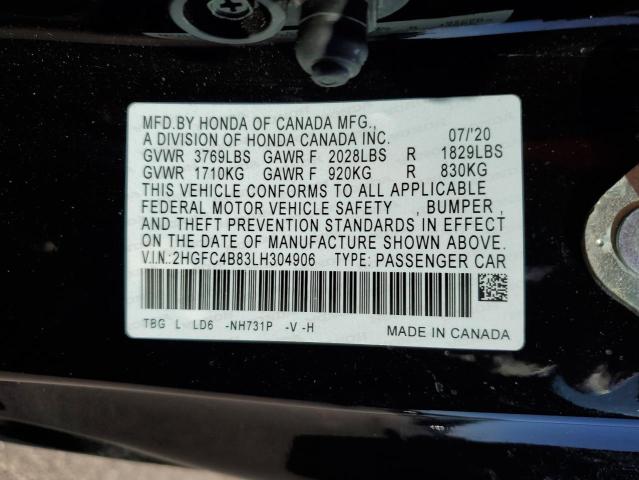 MFD.BY HONDA OF CANADA MFG.,
A DIVISION OF HONDA CANADA INC. 07/'20
GVWR 3769LBS GAWR F 2028LBS R 1829LBS
GVWR 1710KG GAWR F 920KG R 830KG
THIS VEHICLE CONFORMS TO ALL APPLICABLE
FEDERAL MOTOR VEHICLE SAFETY , BUMPER ,
AND THEFT PREVENTION STANDARDS IN EFFECT
ON THE DATE OF MANUFACTURE SHOWN ABOVE.
V.I.N.:2HGFC4B83LH304906 TYPE: PASSENGER CAR
TBG L LD6 -NH731P -V -H
MADE IN CANADA